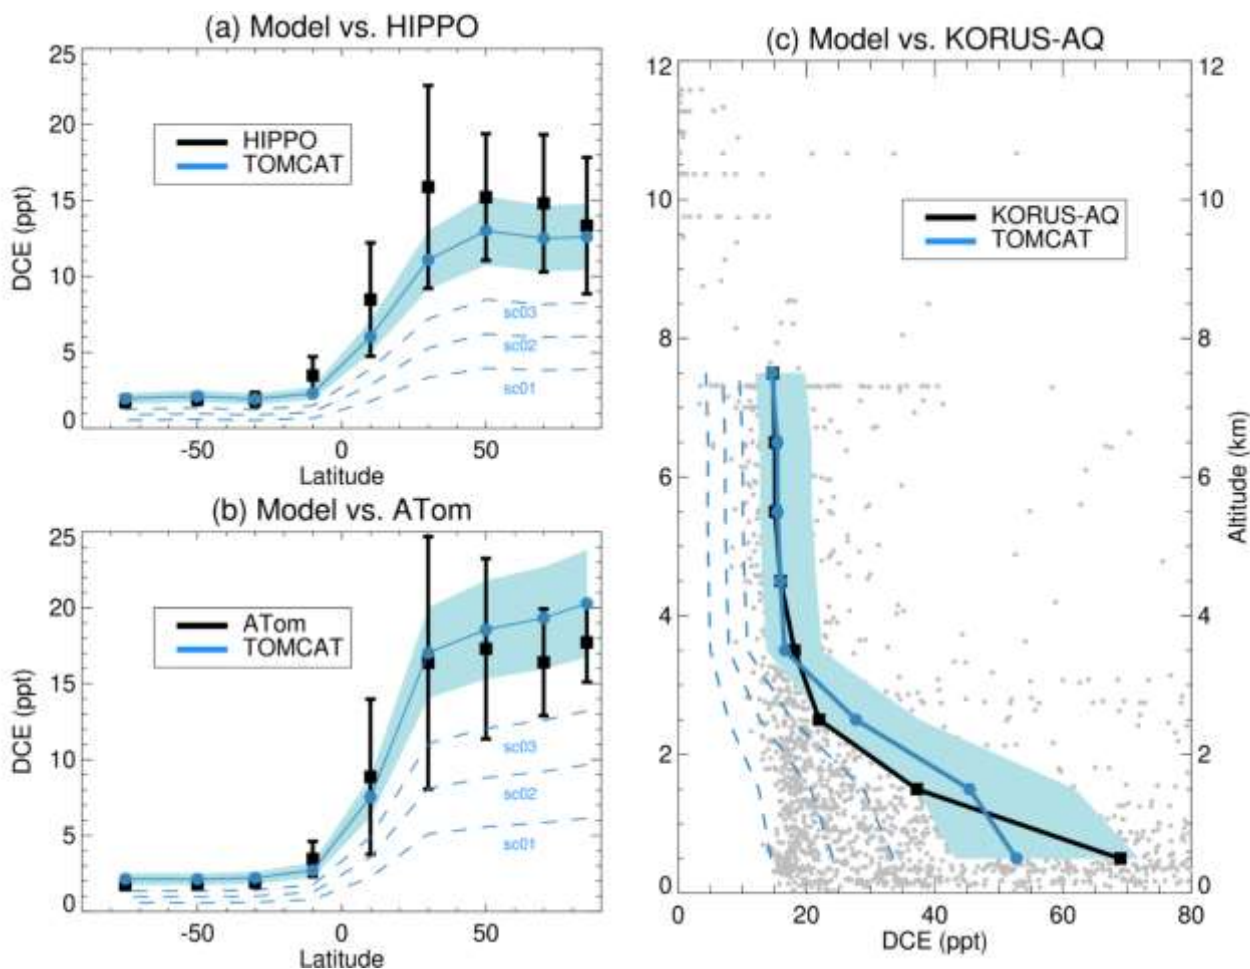 (a) Model vs. HIPPO
25
20
15
10
5
0
DCE (ppt)
HIPPO
TOMCAT
sc03
sc02
sc01
-50 0 50
Latitude
(b) Model vs. ATom
25
20
15
10
5
0
DCE (ppt)
ATom
TOMCAT
sc03
sc02
sc01
-50 0 50
Latitude
(c) Model vs. KORUS-AQ
12 12
10 10
8 8
6 6
4 4
2 2
0 0
KORUS-AQ
TOMCAT
Altitude (km)
0 20 40 60 80
DCE (ppt)